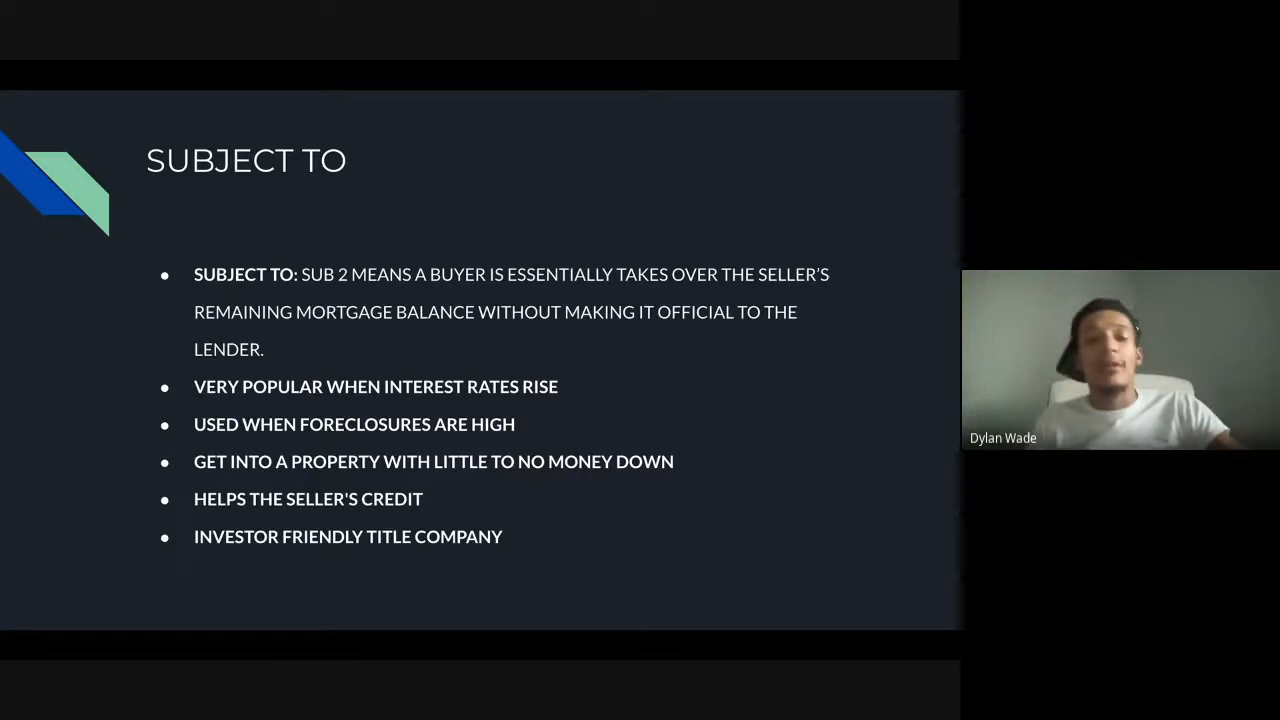 SUBJECT TO
● SUBJECT TO: SUB 2 MEANS A BUYER IS ESSENTIALLY TAKES OVER THE SELLER’S
REMAINING MORTGAGE BALANCE WITHOUT MAKING IT OFFICIAL TO THE
LENDER.
● VERY POPULAR WHEN INTEREST RATES RISE
● USED WHEN FORECLOSURES ARE HIGH
● GET INTO A PROPERTY WITH LITTLE TO NO MONEY DOWN
● HELPS THE SELLER'S CREDIT
● INVESTOR FRIENDLY TITLE COMPANY
Dylan Wade